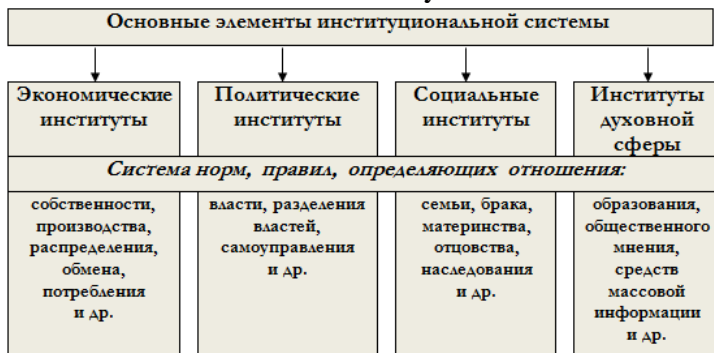 Основные элементы институциональной системы
Экономические
институты
Политические
институты
Социальные
институты
Институты
духовной
сферы
Система норм, правил, определяющих отношения:
собственности,
производства,
распределения,
обмена,
потребления
и др.
власти, разделения
властей,
самоуправления
и др.
семьи, брака,
материнства,
отцовства,
наследования
и др.
образования,
общественного
мнения,
средств
массовой
информации
и др.